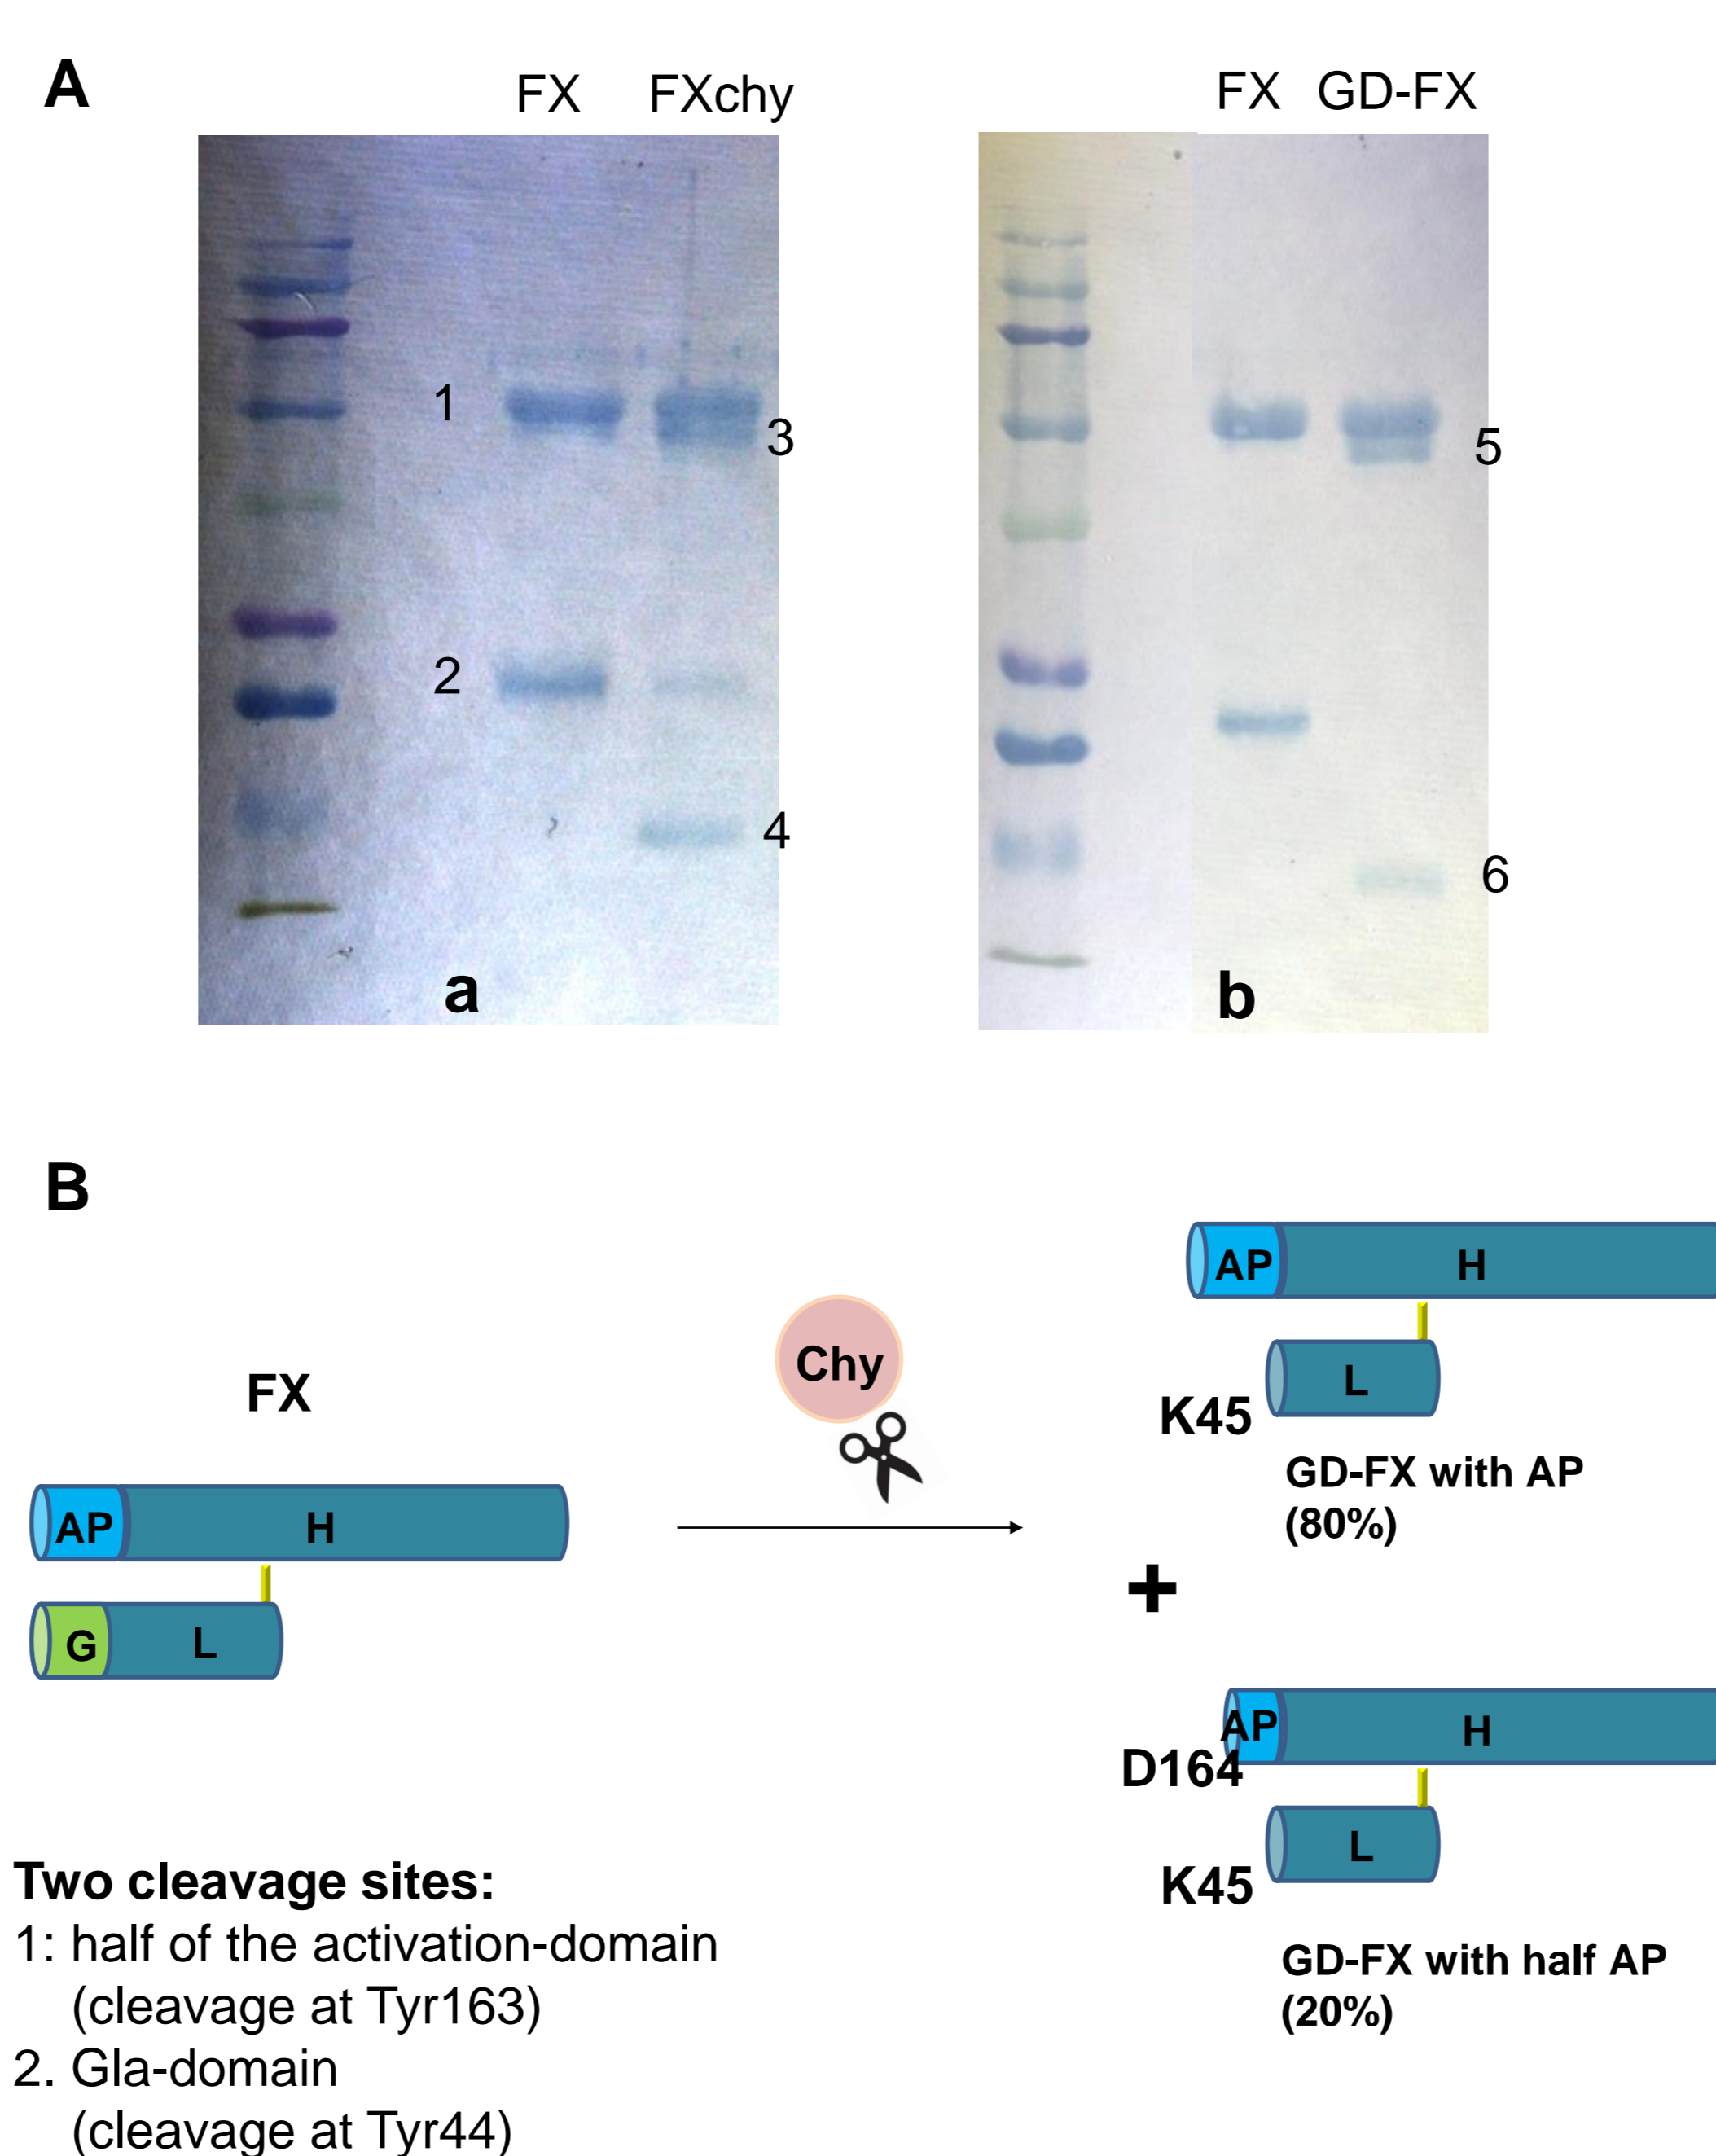 A
FX FXchy
FX GD-FX
1
3
2
4
a
5
6
b
B
FX
AP H
G L
Chy
AP H
L
K45
GD-FX with AP
(80%)
+
AP H
D164
L
K45
GD-FX with half AP
(20%)
Two cleavage sites:
1: half of the activation-domain
(cleavage at Tyr163)
2. Gla-domain
(cleavage at Tyr44)